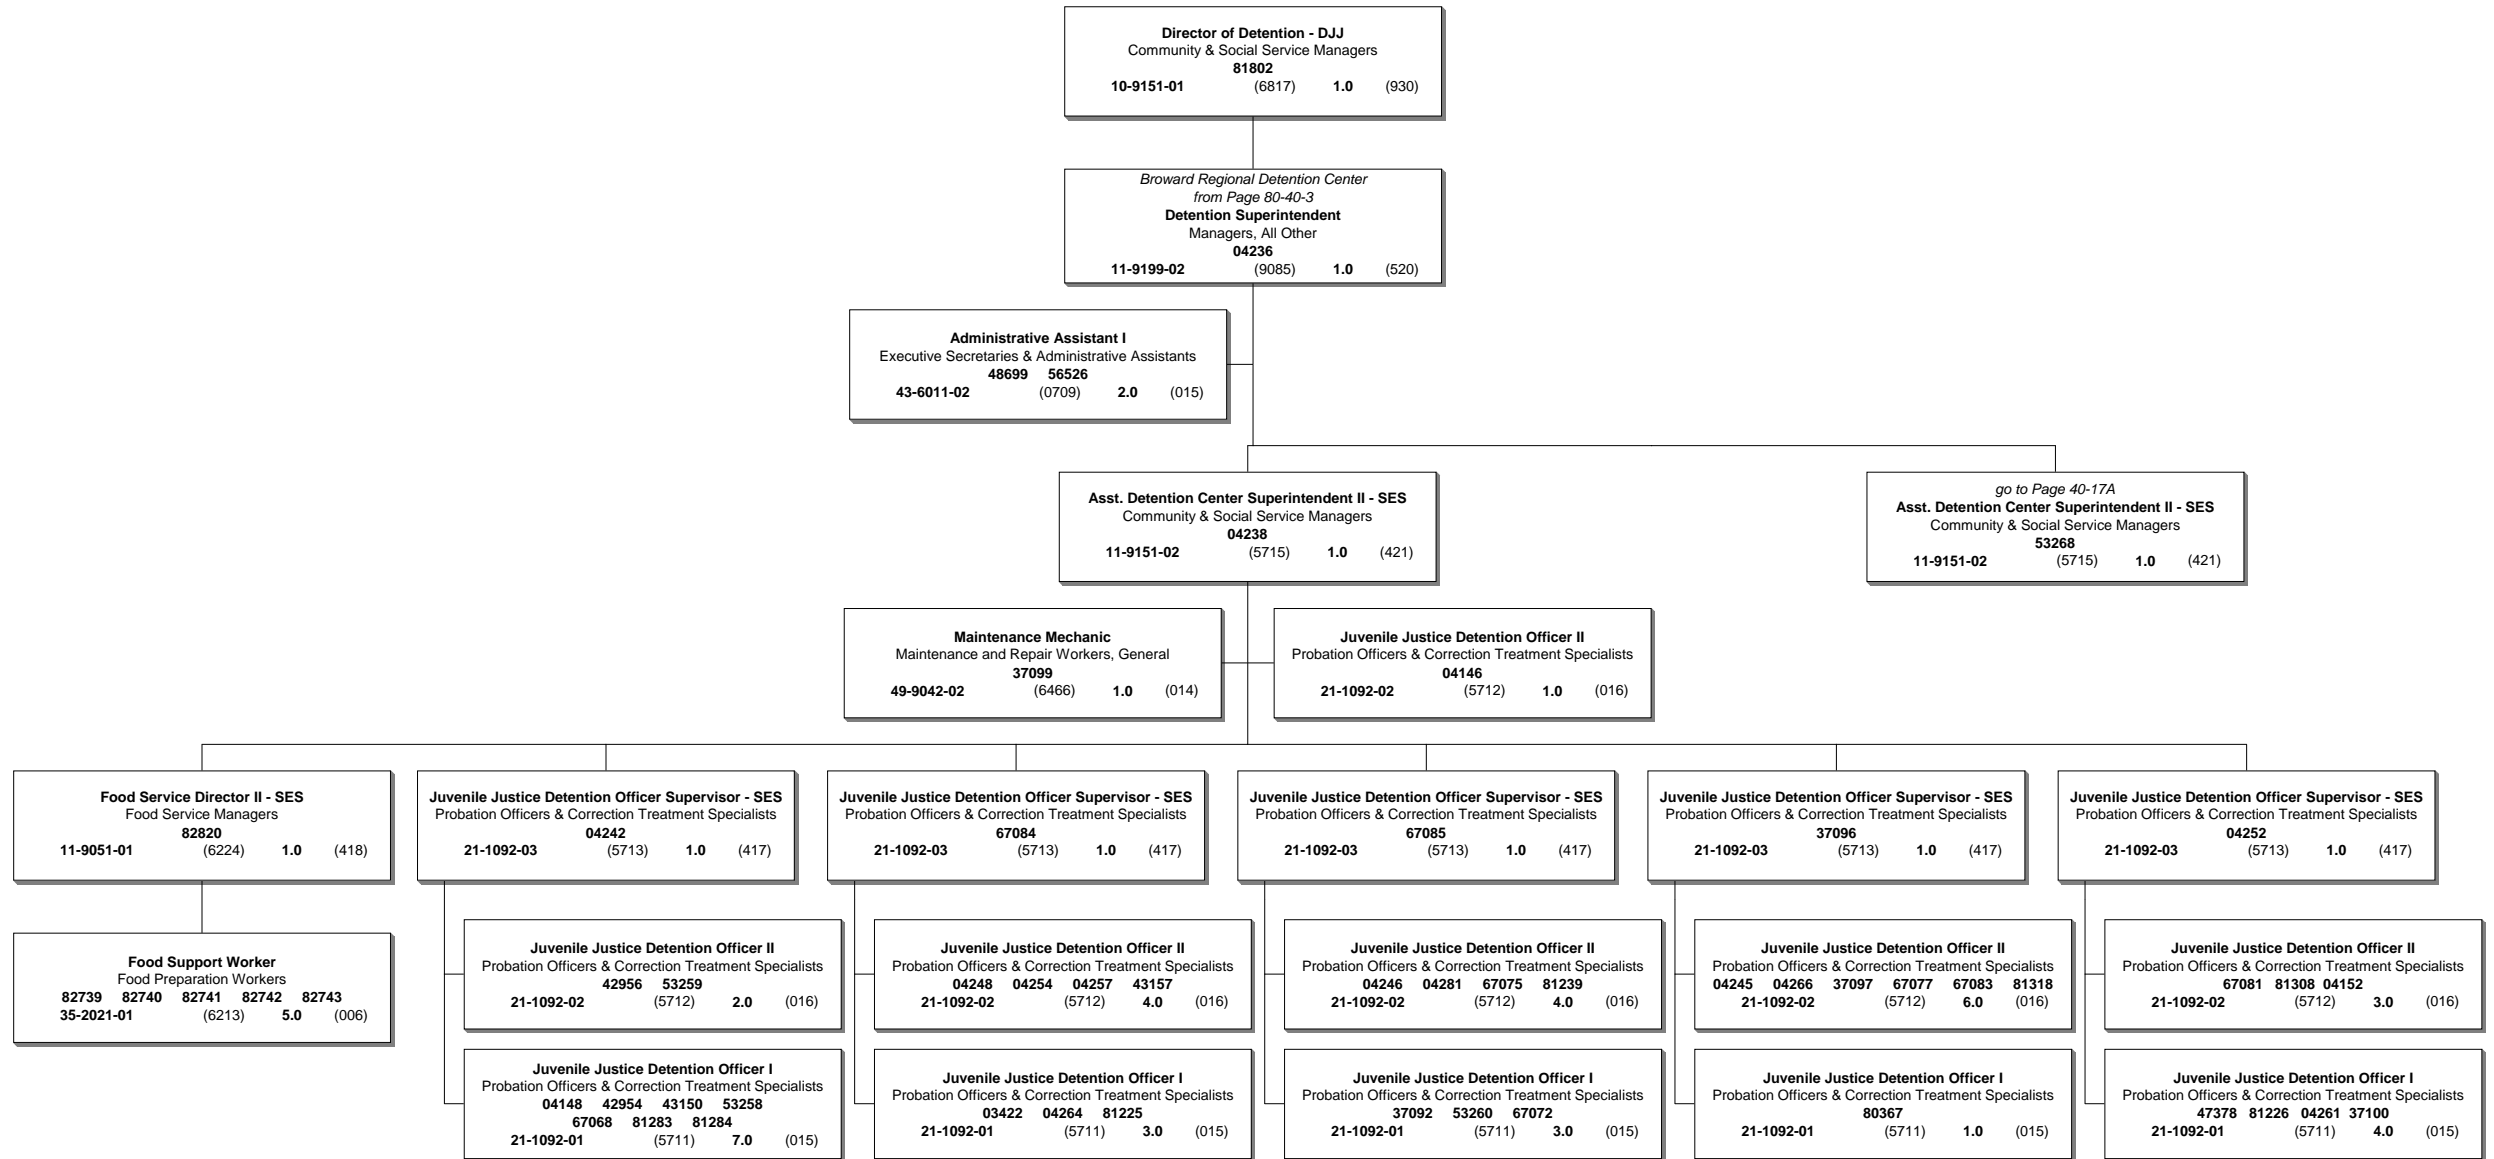 Director of Detention - DJJ
Community & Social Service Managers
81802
10-9151-01 (6817) 1.0 (930)
Broward Regional Detention Center
from Page 80-40-3
Detention Superintendent
Managers, All Other
04236
11-9199-02 (9085) 1.0 (520)
Administrative Assistant I
Executive Secretaries & Administrative Assistants
48699 56526
43-6011-02 (0709) 2.0 (015)
Asst. Detention Center Superintendent II - SES
Community & Social Service Managers
04238
11-9151-02 (5715) 1.0 (421)
go to Page 40-17A
Asst. Detention Center Superintendent II - SES
Community & Social Service Managers
53268
11-9151-02 (5715) 1.0 (421)
Maintenance Mechanic
Maintenance and Repair Workers, General
37099
49-9042-02 (6466) 1.0 (014)
Juvenile Justice Detention Officer II
Probation Officers & Correction Treatment Specialists
04146
21-1092-02 (5712) 1.0 (016)
Food Service Director II - SES
Food Service Managers
82820
11-9051-01 (6224) 1.0 (418)
Juvenile Justice Detention Officer Supervisor - SES
Probation Officers & Correction Treatment Specialists
04242
21-1092-03 (5713) 1.0 (417)
Juvenile Justice Detention Officer Supervisor - SES
Probation Officers & Correction Treatment Specialists
67084
21-1092-03 (5713) 1.0 (417)
Juvenile Justice Detention Officer Supervisor - SES
Probation Officers & Correction Treatment Specialists
67085
21-1092-03 (5713) 1.0 (417)
Juvenile Justice Detention Officer Supervisor - SES
Probation Officers & Correction Treatment Specialists
37096
21-1092-03 (5713) 1.0 (417)
Juvenile Justice Detention Officer Supervisor - SES
Probation Officers & Correction Treatment Specialists
04252
21-1092-03 (5713) 1.0 (417)
Food Support Worker
Food Preparation Workers
82739 82740 82741 82742 82743
35-2021-01 (6213) 5.0 (006)
Juvenile Justice Detention Officer II
Probation Officers & Correction Treatment Specialists
42956 53259
21-1092-02 (5712) 2.0 (016)
Juvenile Justice Detention Officer II
Probation Officers & Correction Treatment Specialists
04248 04254 04257 43157
21-1092-02 (5712) 4.0 (016)
Juvenile Justice Detention Officer II
Probation Officers & Correction Treatment Specialists
04246 04281 67075 81239
21-1092-02 (5712) 4.0 (016)
Juvenile Justice Detention Officer II
Probation Officers & Correction Treatment Specialists
04245 04266 37097 67077 67083 81318
21-1092-02 (5712) 6.0 (016)
Juvenile Justice Detention Officer II
Probation Officers & Correction Treatment Specialists
67081 81308 04152
21-1092-02 (5712) 3.0 (016)
Juvenile Justice Detention Officer I
Probation Officers & Correction Treatment Specialists
04148 42954 43150 53258
67068 81283 81284
21-1092-01 (5711) 7.0 (015)
Juvenile Justice Detention Officer I
Probation Officers & Correction Treatment Specialists
03422 04264 81225
21-1092-01 (5711) 3.0 (015)
Juvenile Justice Detention Officer I
Probation Officers & Correction Treatment Specialists
37092 53260 67072
21-1092-01 (5711) 3.0 (015)
Juvenile Justice Detention Officer I
Probation Officers & Correction Treatment Specialists
80367
21-1092-01 (5711) 1.0 (015)
Juvenile Justice Detention Officer I
Probation Officers & Correction Treatment Specialists
47378 81226 04261 37100
21-1092-01 (5711) 4.0 (015)